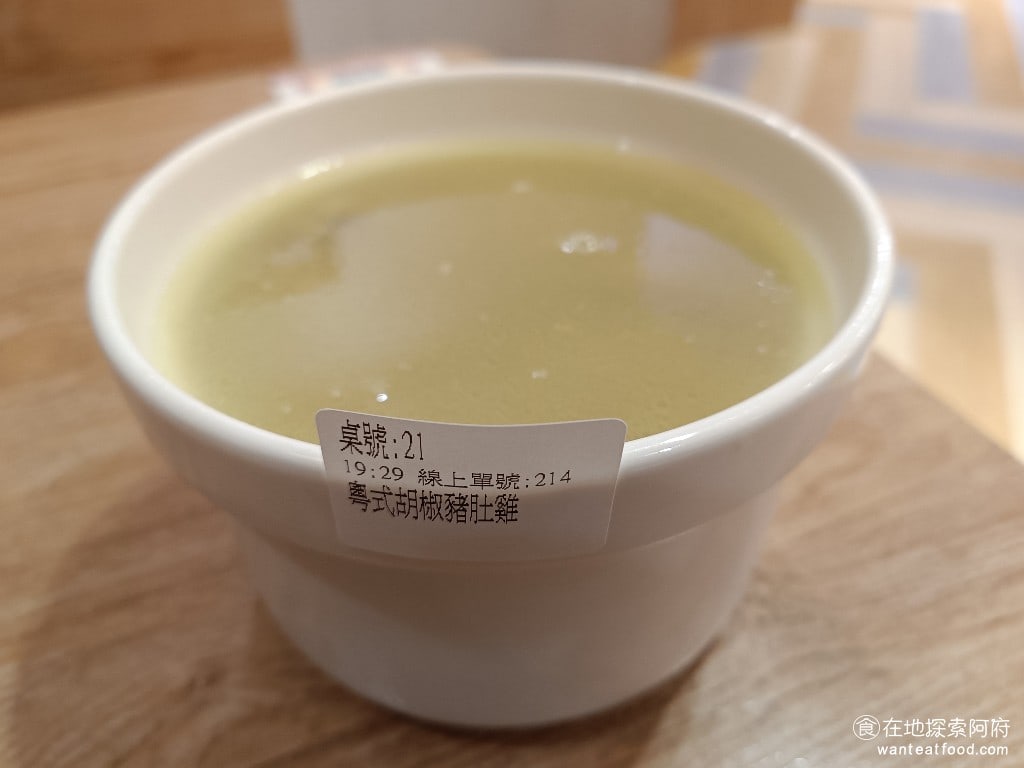 桌號:21
19:29 線上單號:214
粵式胡椒豬肚雞
食 在地探索阿府
wanteatfood.com